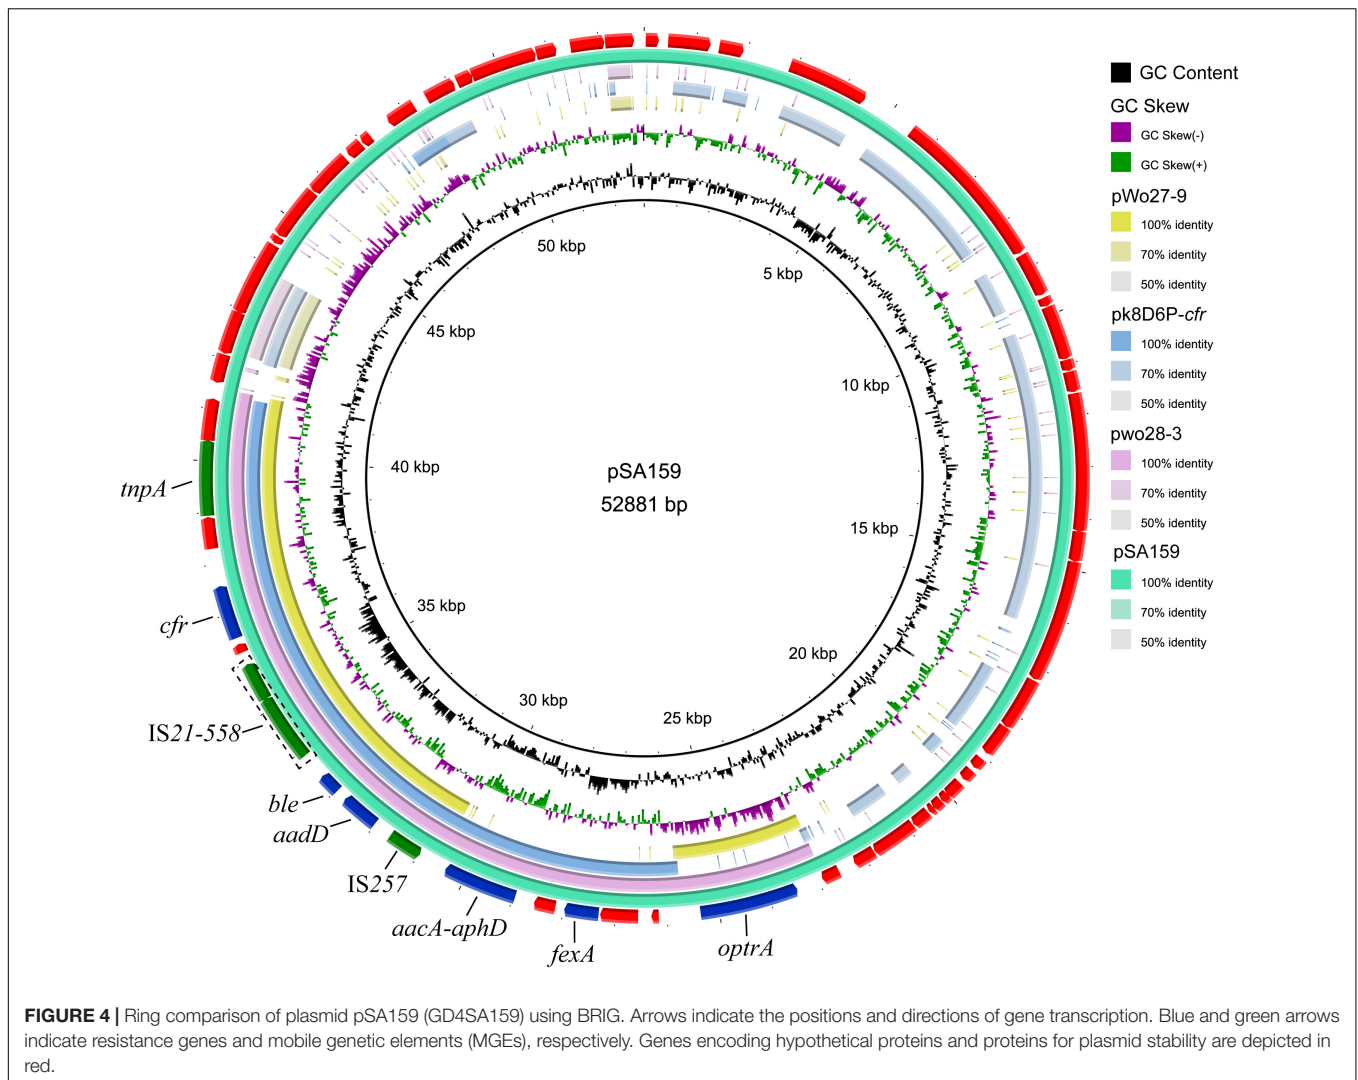 GC Content
GC Skew
GC Skew(-)
GC Skew(+)
pWo27-9
100% identity
70% identity
50% identity
pk8D6P-cfr
100% identity
70% identity
50% identity
pwo28-3
100% identity
70% identity
50% identity
pSA159
100% identity
70% identity
50% identity
50 kbp
5 kbp
45 kbp
10 kbp
40 kbp
pSA159
52881 bp
15 kbp
35 kbp
20 kbp
30 kbp
25 kbp
tnpA
cfr
IS21-558
ble
aadD
IS257
aacA-aphD
fexA
optrA
FIGURE 4 | Ring comparison of plasmid pSA159 (GD4SA159) using BRIG. Arrows indicate the positions and directions of gene transcription. Blue and green arrows
indicate resistance genes and mobile genetic elements (MGEs), respectively. Genes encoding hypothetical proteins and proteins for plasmid stability are depicted in
red.